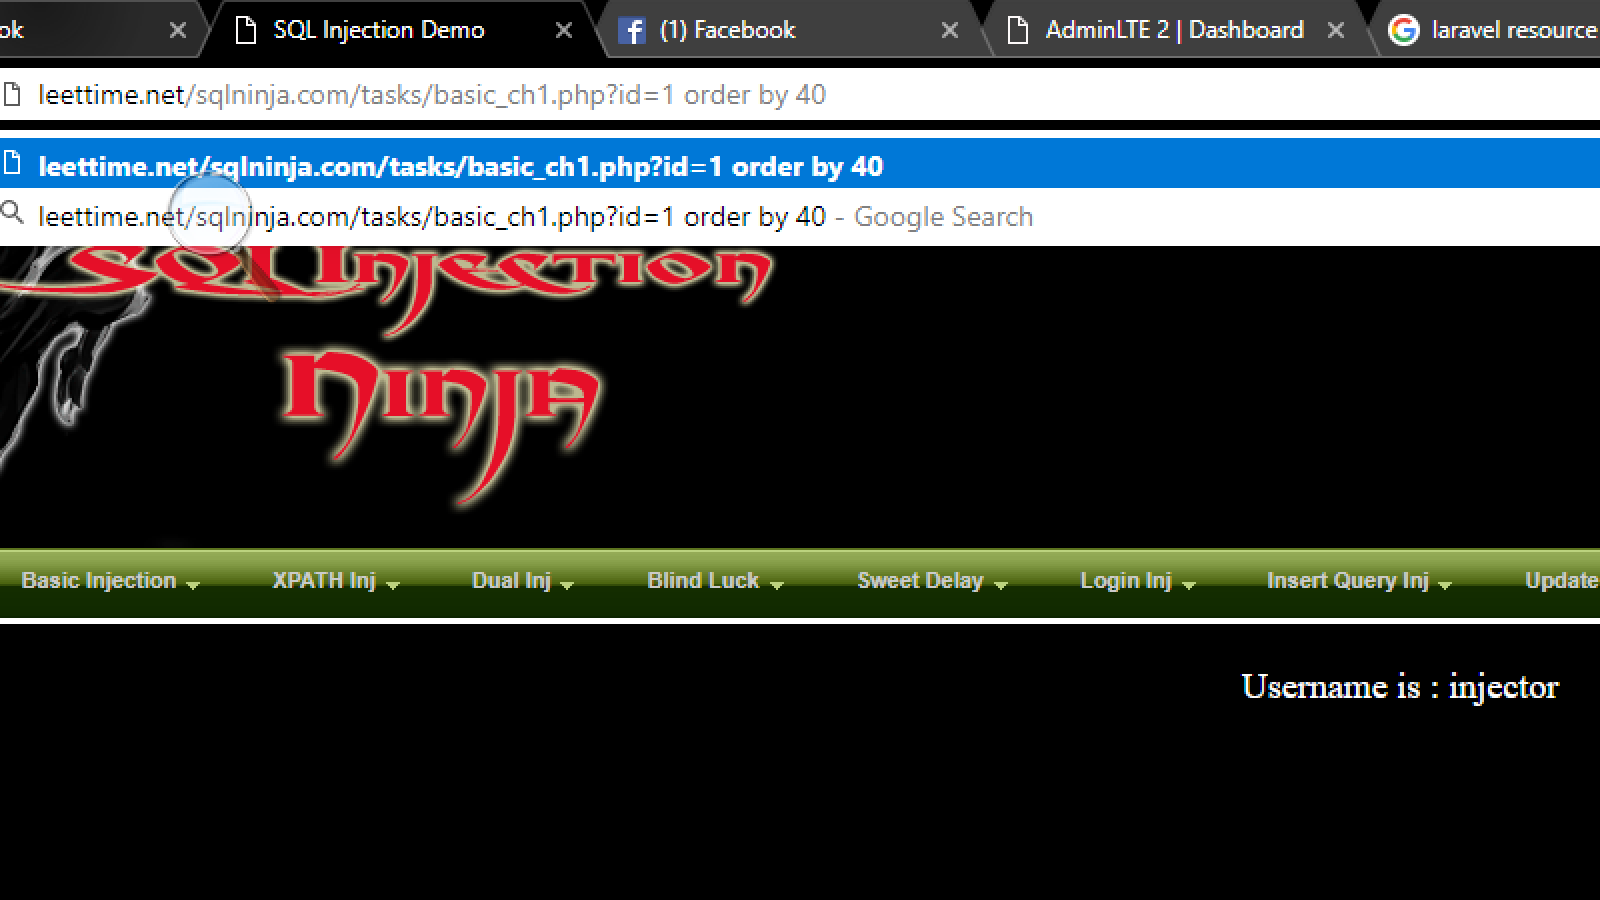 ok
SQL Injection Demo
(1) Facebook
AdminLTE 2 | Dashboard
laravel resource
leettime.net/sqlninja.com/tasks/basic_ch1.php?id=1 order by 40
leettime.net/sqlninja.com/tasks/basic_ch1.php?id=1 order by 40
leettime.net/sqlninja.com/tasks/basic_ch1.php?id=1 order by 40 - Google Search
SQL Injection
Ninja
Basic Injection
XPATH Inj
Dual Inj
Blind Luck
Sweet Delay
Login Inj
Insert Query Inj
Update
Username is : injector